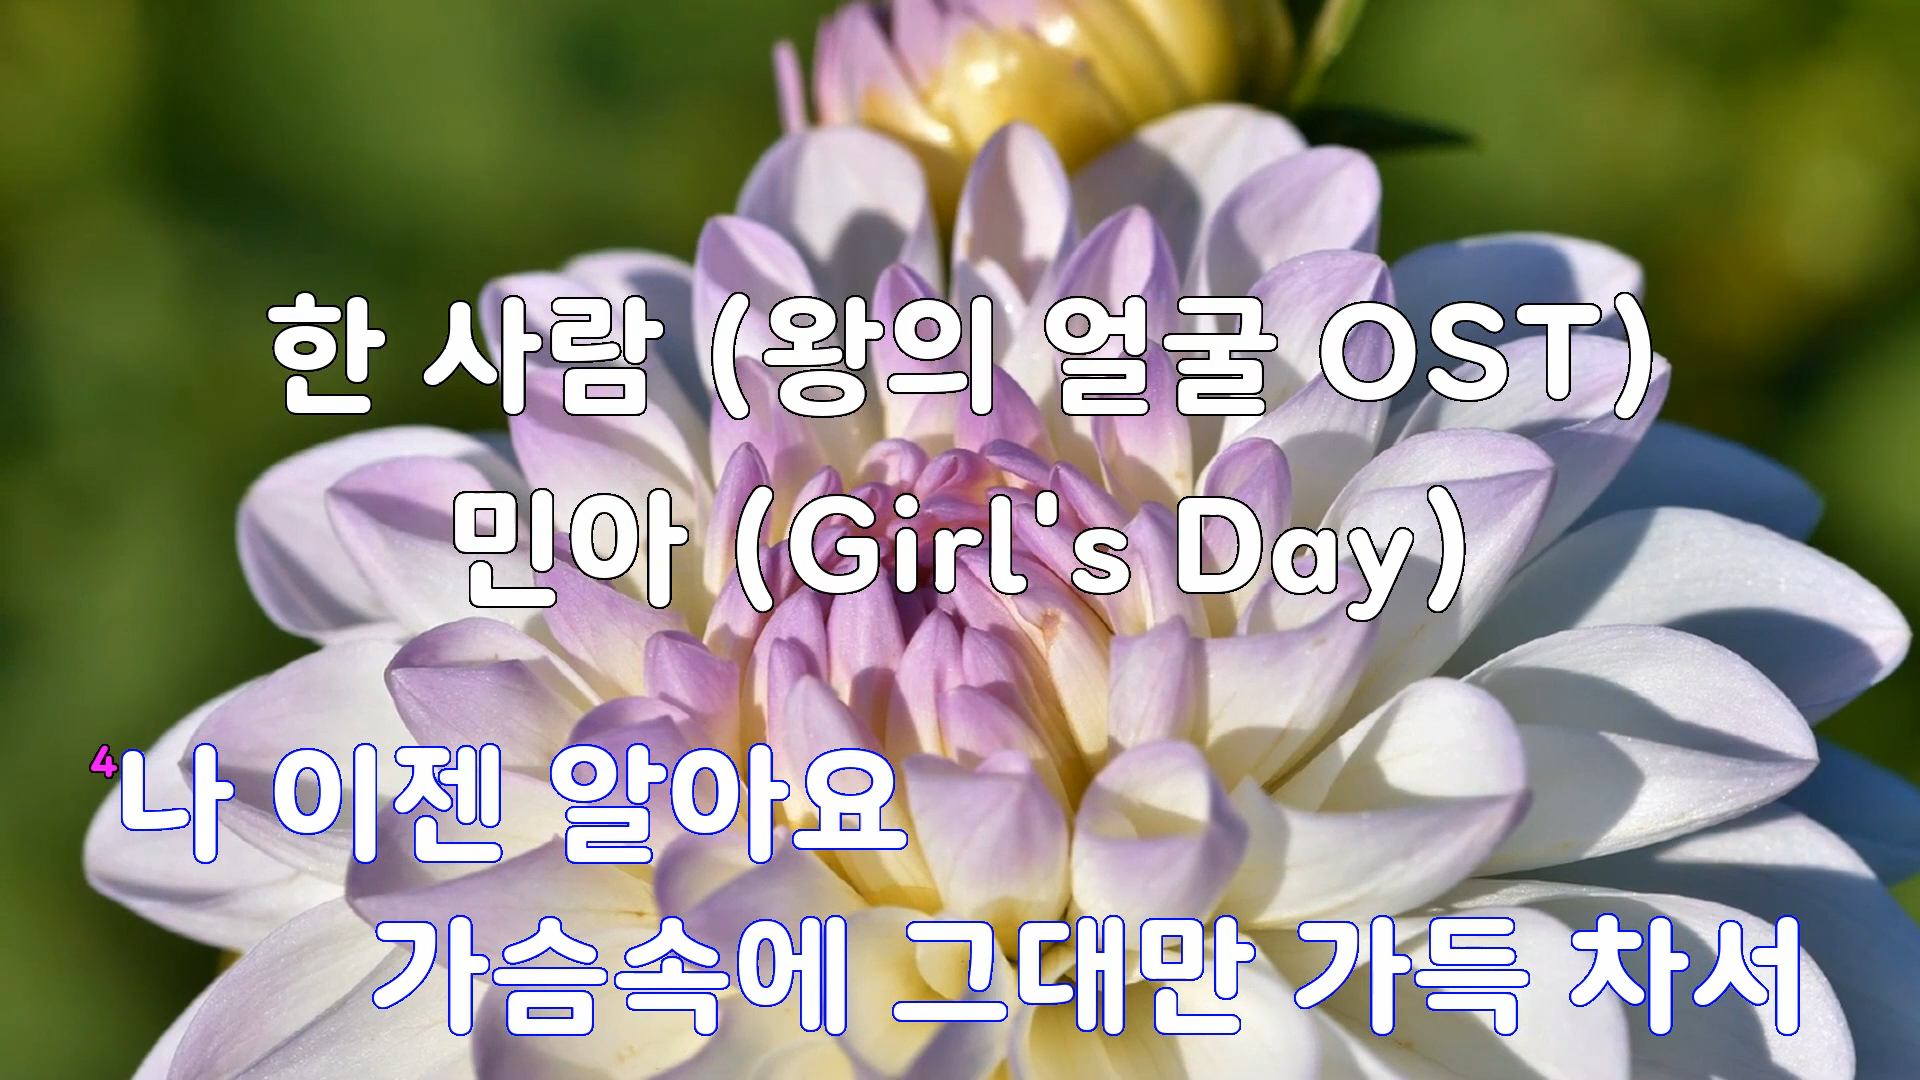 한 사람 (왕의 얼굴 OST)
민아 (Girl's Day)
4나 이젠 알아요
가슴속에 그대만 가득 차서